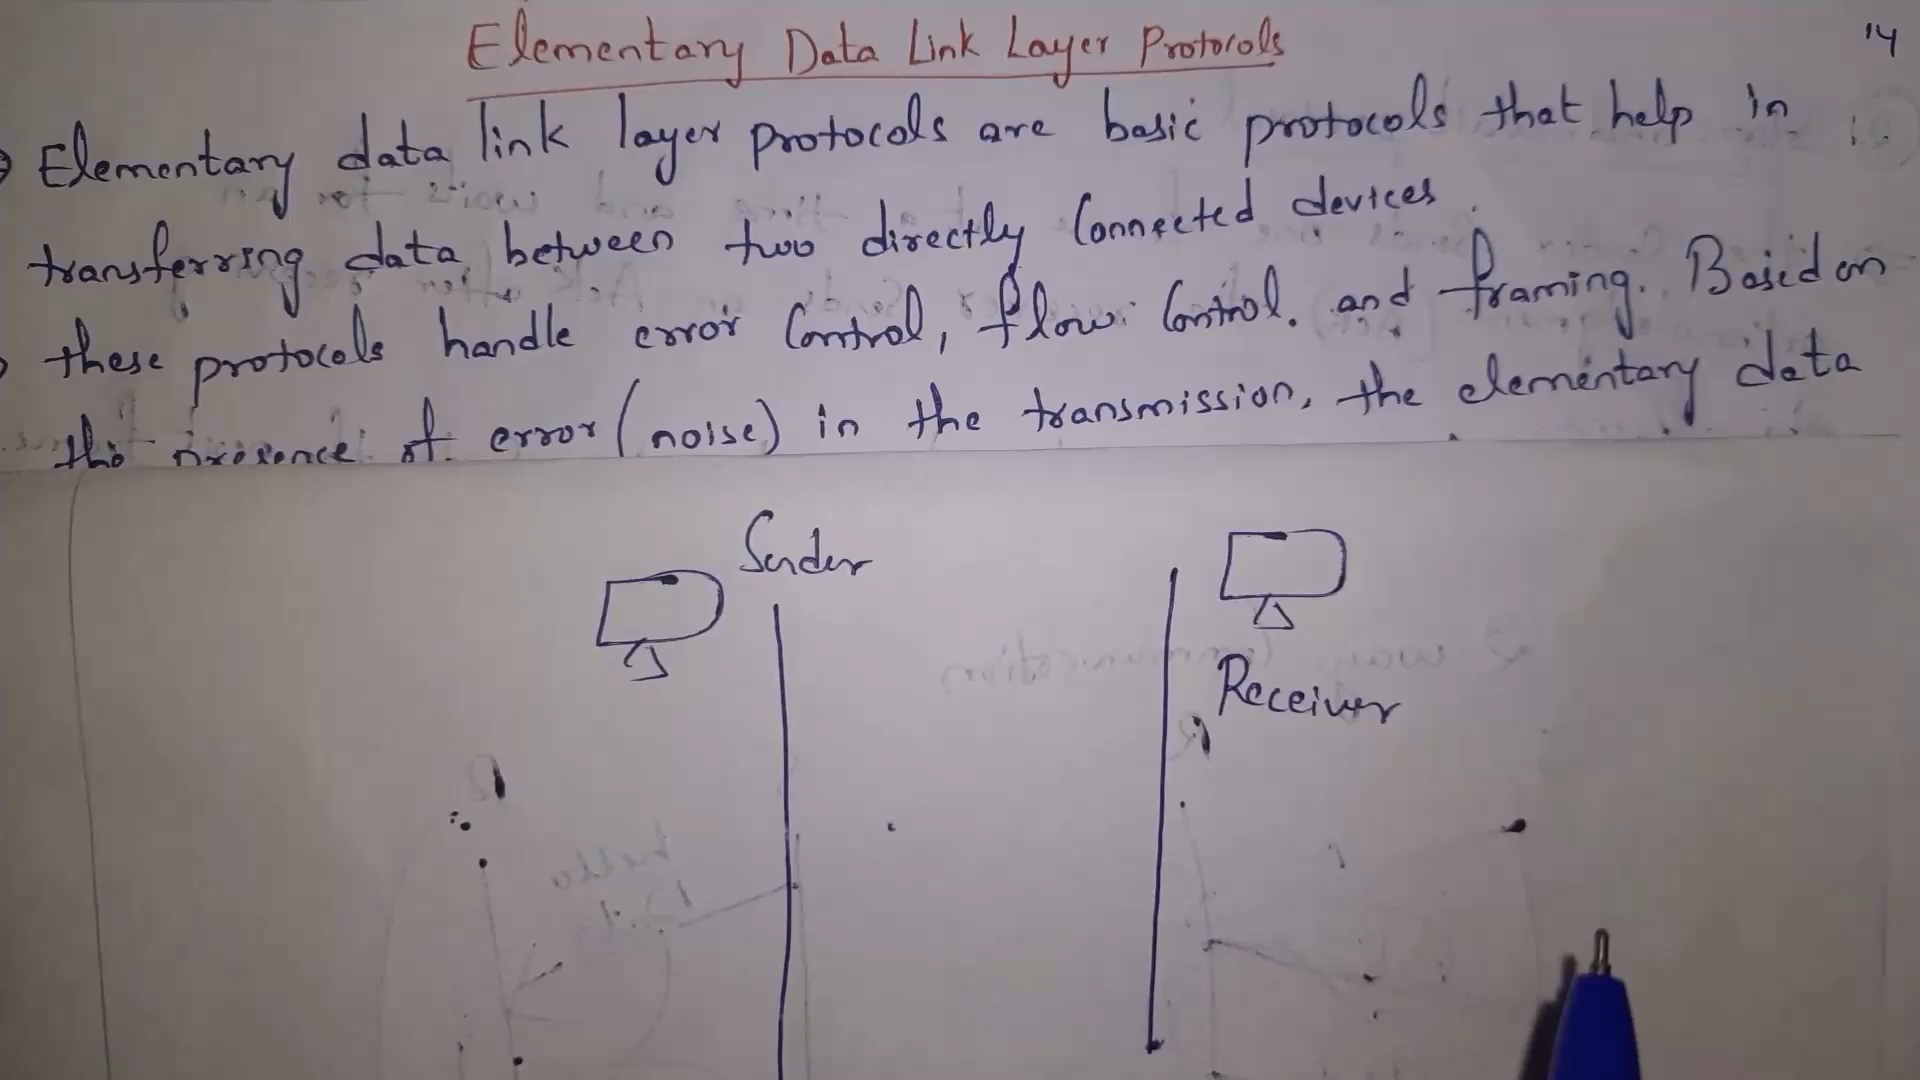 Elementary Data Link Layer Protocols
14
Elementary data link layer protocols are basic protocols that help in
transferring data between two directly Connected devices.
these protocols handle error Control, flow Control. and framing. Based on
the presence of error (noise) in the transmission, the elementary data
Sender
Receiver